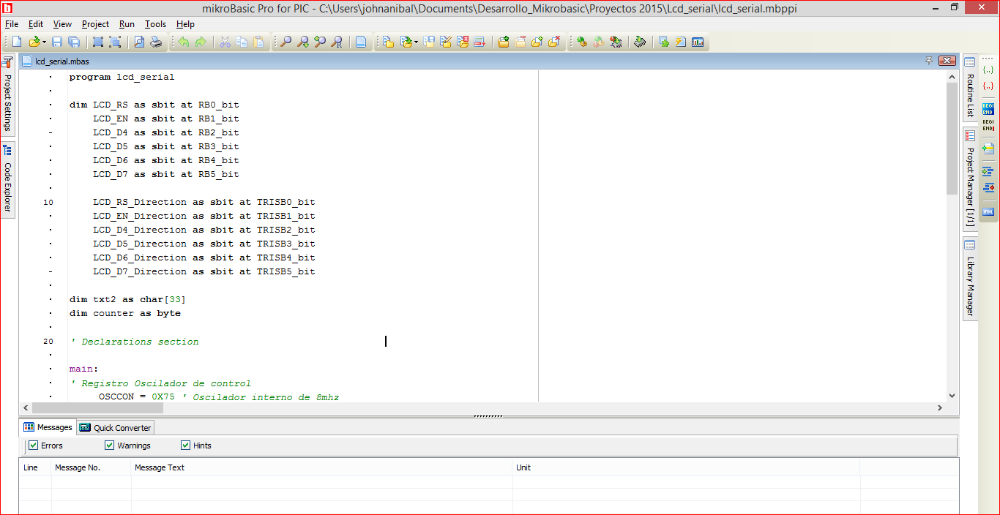 mikroBasic Pro for PIC - C:\Users\johnanibal\Documents\Desarrollo_Mikrobasic\Proyectos 2015\Lcd_serial\lcd_serial.mbppi
File Edit View Project Run Tools Help
lcd_serial.mbas
Project Settings
Code Explorer
program lcd_serial
dim LCD_RS as sbit at RB0_bit
LCD_EN as sbit at RB1_bit
LCD_D4 as sbit at RB2_bit
LCD_D5 as sbit at RB3_bit
LCD_D6 as sbit at RB4_bit
LCD_D7 as sbit at RB5_bit
10 LCD_RS_Direction as sbit at TRISB0_bit
LCD_EN_Direction as sbit at TRISB1_bit
LCD_D4_Direction as sbit at TRISB2_bit
LCD_D5_Direction as sbit at TRISB3_bit
LCD_D6_Direction as sbit at TRISB4_bit
LCD_D7_Direction as sbit at TRISB5_bit
dim txt2 as char[33]
dim counter as byte
20 ' Declarations section
main:
' Registro Oscilador de control
OSCCON = 0X75 ' Oscilador interno de 8mhz
Routine List
Project Manager [1/1]
Library Manager
{..}
{..}
BEGI
END
BEGI
END
HTML
Messages Quick Converter
Errors Warnings Hints
Line Message No. Message Text Unit